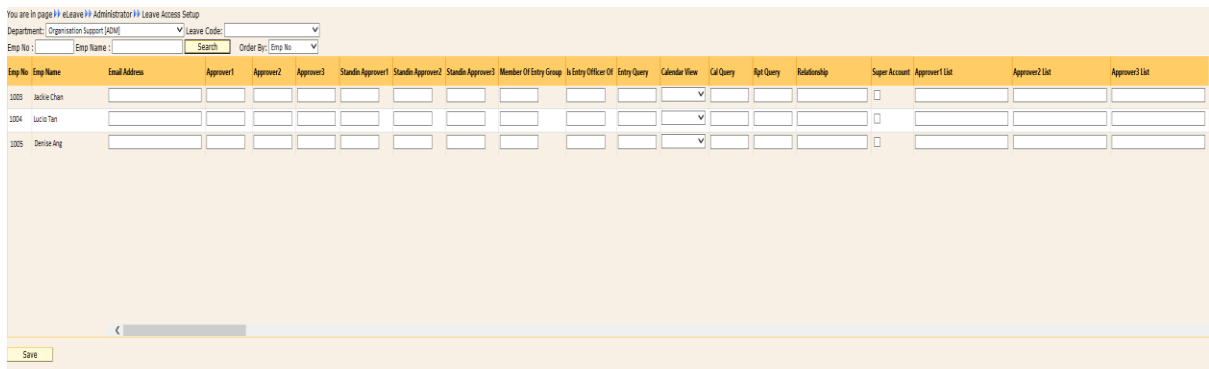 You are in page eLeave Administrator Leave Access Setup
Department: Organisation Support [ADM] Leave Code:
Emp No : Emp Name : Search Order By: Emp No
Emp No Emp Name Email Address Approver1 Approver2 Approver3 Standin Approver1 Standin Approver2 Standin Approver3 Member Of Entry Group Is Entry Officer Of Entry Query Calendar View Cal Query Rpt Query Relationship Super Account Approver1 List Approver2 List Approver3 List
1003 Jackie Chan
1004 Lucio Tan
1005 Denise Ang
Save